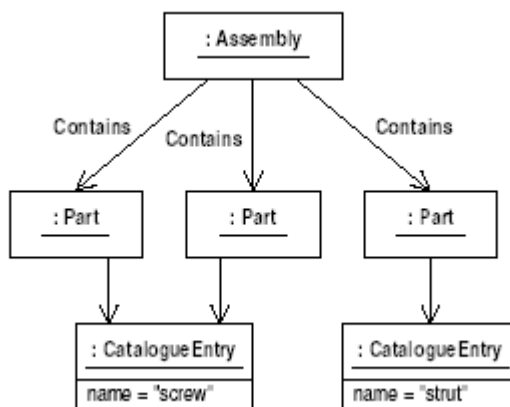 : Assembly
Contains
Contains
Contains
: Part
: Part
: Part
: CatalogueEntry
: CatalogueEntry
name = "screw"
name = "strut"